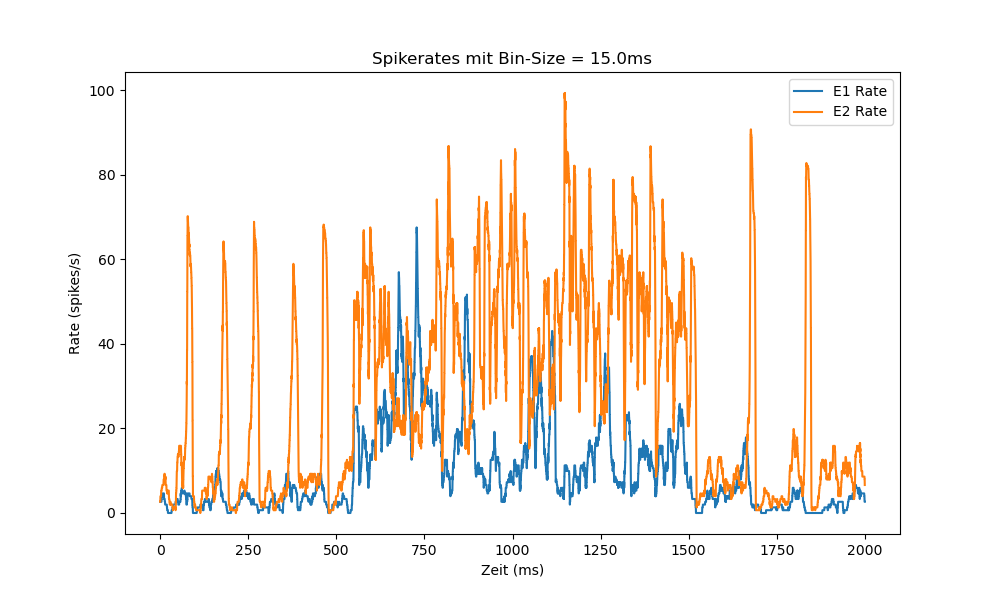 Spikerates mit Bin-Size = 15.0ms
E1 Rate
E2 Rate
100
80
60
40
20
0
Rate (spikes/s)
0 250 500 750 1000 1250 1500 1750 2000
Zeit (ms)